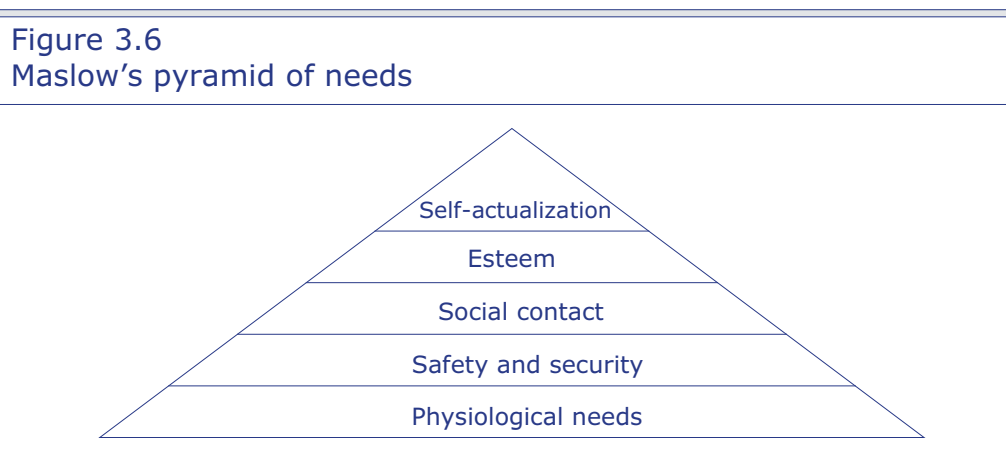 Figure 3.6
Maslow’s pyramid of needs
Self-actualization
Esteem
Social contact
Safety and security
Physiological needs